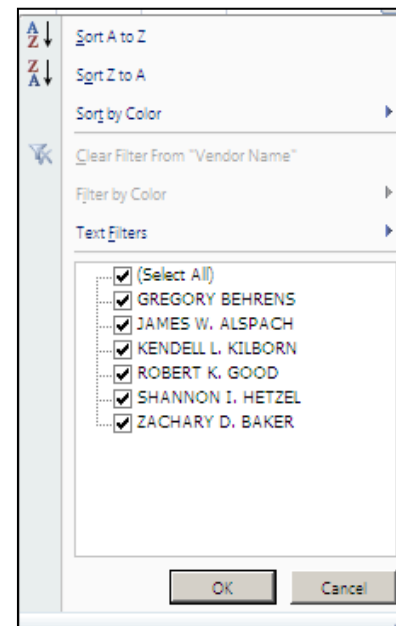 Sort A to Z
Sort Z to A
Sort by Color
Clear Filter From "Vendor Name"
Filter by Color
Text Filters
(Select All)
GREGORY BEHRENS
JAMES W. ALSPACH
KENDELL L. KILBORN
ROBERT K. GOOD
SHANNON I. HETZEL
ZACHARY D. BAKER
OK Cancel